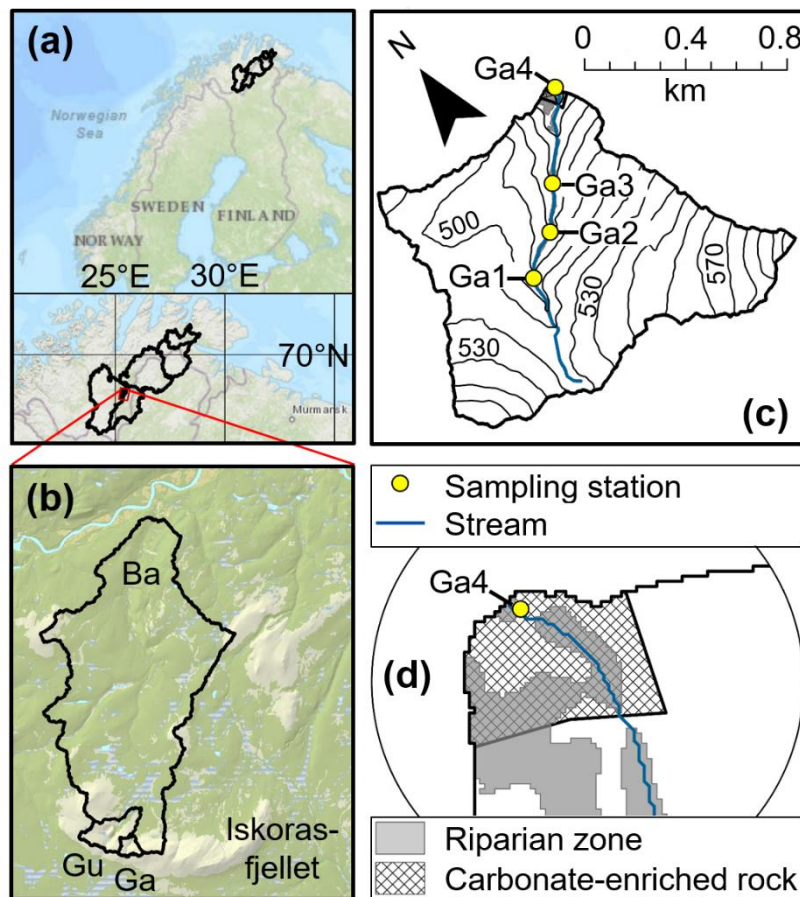 (a)
Norwegian
Sea
SWEDEN
FINLAND
NORWAY
25°E
30°E
70°N
Murmansk
(b)
Ba
Iskoras-
fjellet
Gu
Ga
(c)
N
0
0.4
0.8
km
Ga4
Ga3
Ga2
Ga1
500
530
570
530
Sampling station
Stream
(d)
Ga4
Riparian zone
Carbonate-enriched rock